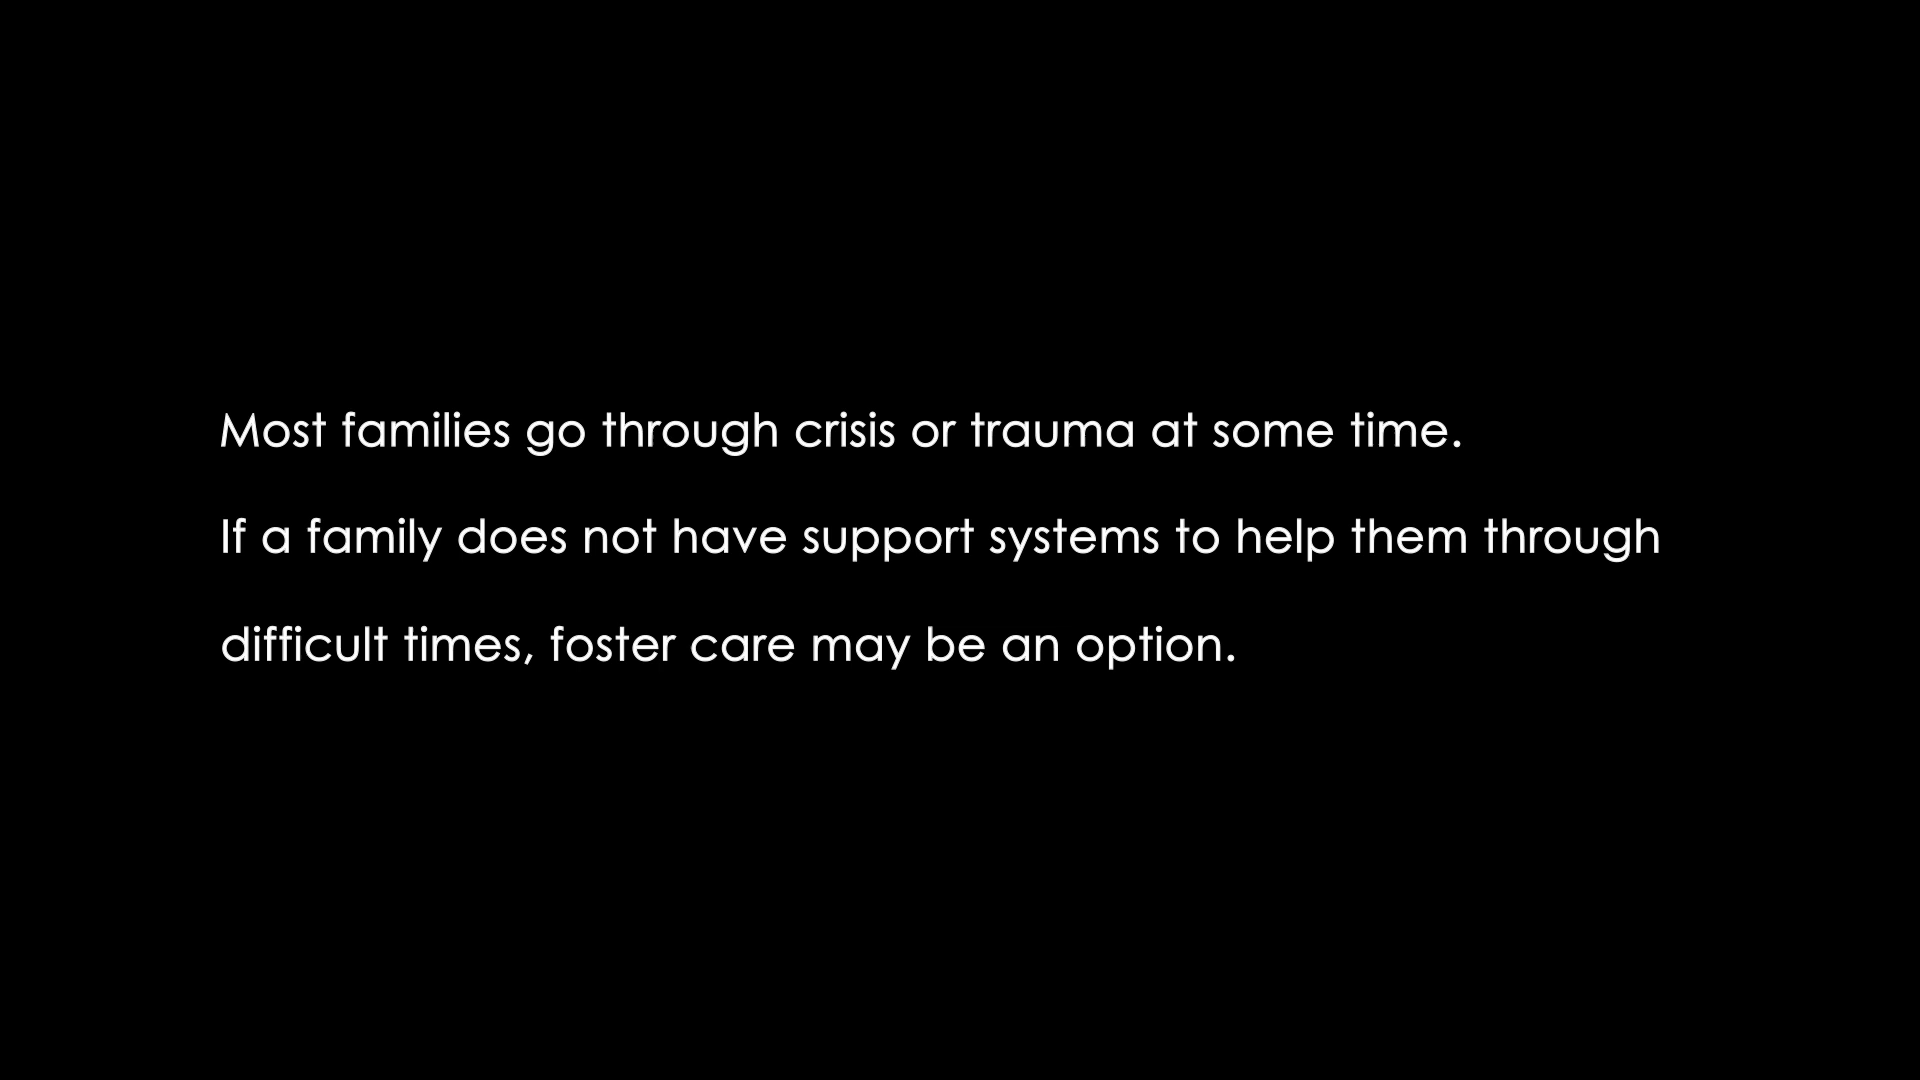 Most families go through crisis or trauma at some time.
If a family does not have support systems to help them through
difficult times, foster care may be an option.